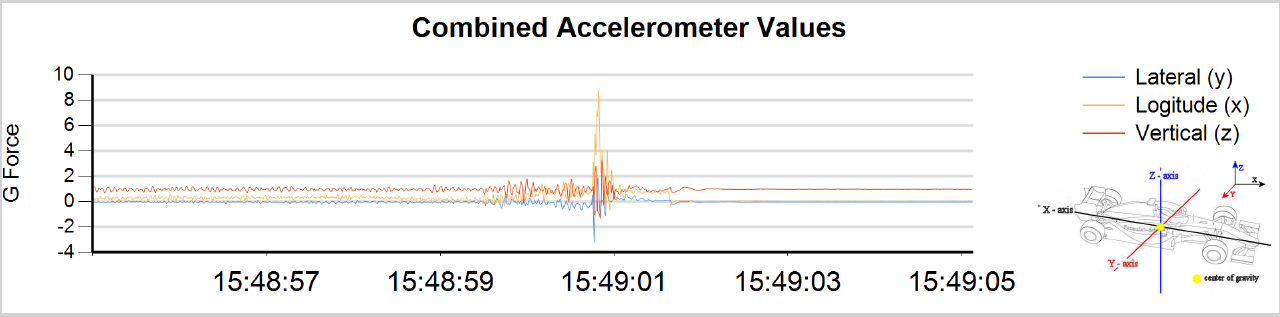 Combined Accelerometer Values
G Force
10
8
6
4
2
0
-2
-4
15:48:57 15:48:59 15:49:01 15:49:03 15:49:05
Lateral (y)
Logitude (x)
Vertical (z)
Z - axis
Z
X
Y
X - axis
Y - axis
center of gravity